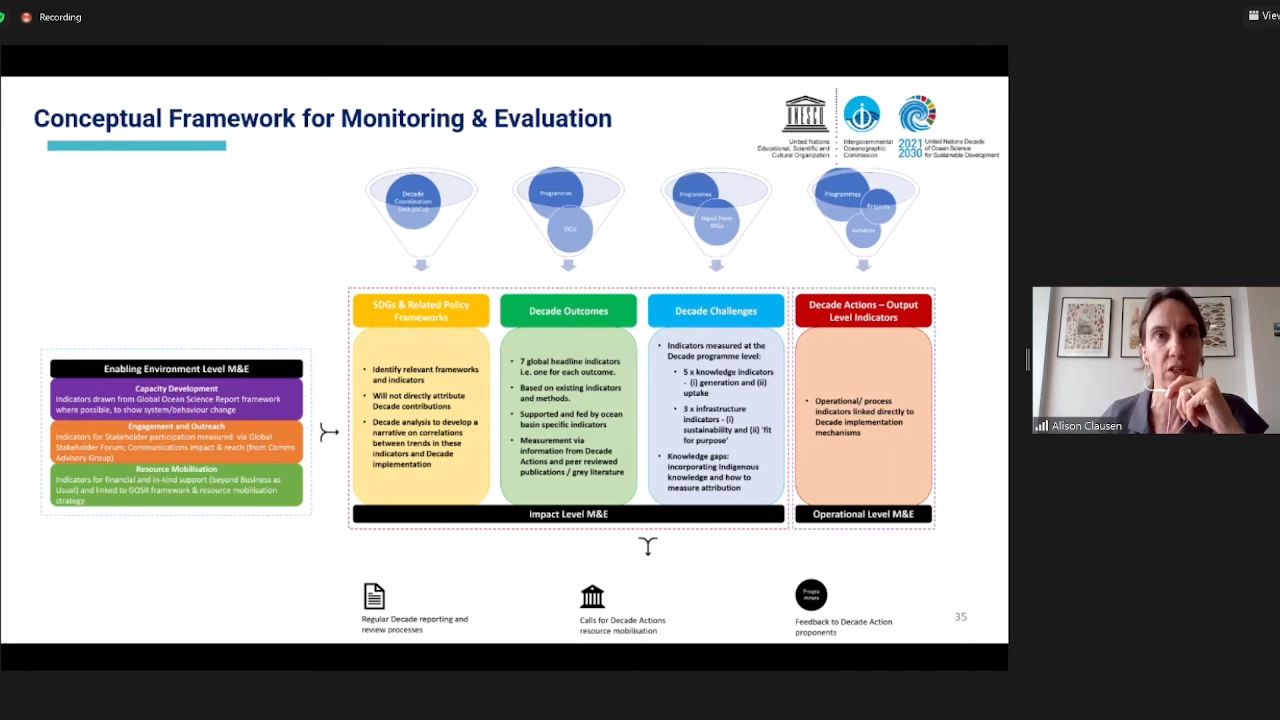 Recording
View
Conceptual Framework for Monitoring & Evaluation
UNESCO
United Nations
Educational, Scientific and
Cultural Organization
Intergovernmental
Oceanographic
Commission
2021
2030
United Nations Decade
of Ocean Science
for Sustainable Development
Decade
Coordination
Unit (DCU)
Programmes
DCU
Programmes
Input from
WGs
Programmes
Projects
Enabling Environment Level M&E
Capacity Development
Indicators drawn from Global Ocean Science Report framework
where possible, to show system/behaviour change
Engagement and Outreach
Indicators for Stakeholder participation measured via Global
Stakeholder Forum; Communications impact & reach (from Comms
Advisory Group)
Resource Mobilisation
Indicators for financial and in-kind support (beyond Business as
Usual) and linked to GOSR framework & resource mobilisation
strategy
SDGs & Related Policy
Frameworks
• Identify relevant frameworks
and indicators
• Will not directly attribute
Decade contributions
• Decade analysis to develop a
narrative on correlations
between trends in these
indicators and Decade
implementation
Decade Outcomes
• 7 global headline indicators
i.e. one for each outcome.
• Based on existing indicators
and methods.
• Supported and fed by ocean
basin specific indicators
• Measurement via
information from Decade
Actions and peer reviewed
publications / grey literature
Decade Challenges
• Indicators measured at the
Decade programme level:
• 5 x knowledge indicators
- (i) generation and (ii)
uptake
• 3 x infrastructure
indicators - (i)
sustainability and (ii) 'fit
for purpose'
• Knowledge gaps:
incorporating Indigenous
knowledge and how to
measure attribution
Impact Level M&E
Decade Actions – Output
Level Indicators
• Operational/ process
indicators linked directly to
Decade implementation
mechanisms
Operational Level M&E
Regular Decade reporting and
review processes
Calls for Decade Actions
resource mobilisation
Progra
mmes
Feedback to Decade Action
proponents
35
Alison Clausen